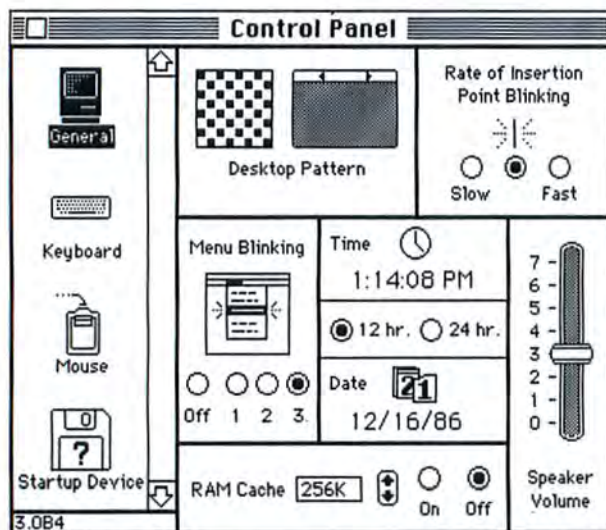 Control Panel
General
Keyboard
Mouse
0
?
Startup Device
3.0B4
Desktop Pattern
Rate of Insertion
Point Blinking
Slow Fast
Menu Blinking
Off 1 2 3
Time
1:14:08 PM
12 hr. 24 hr.
Date 21
12/16/86
RAM Cache 256K On Off
7
6
5
4
3
2
1
0
Speaker
Volume